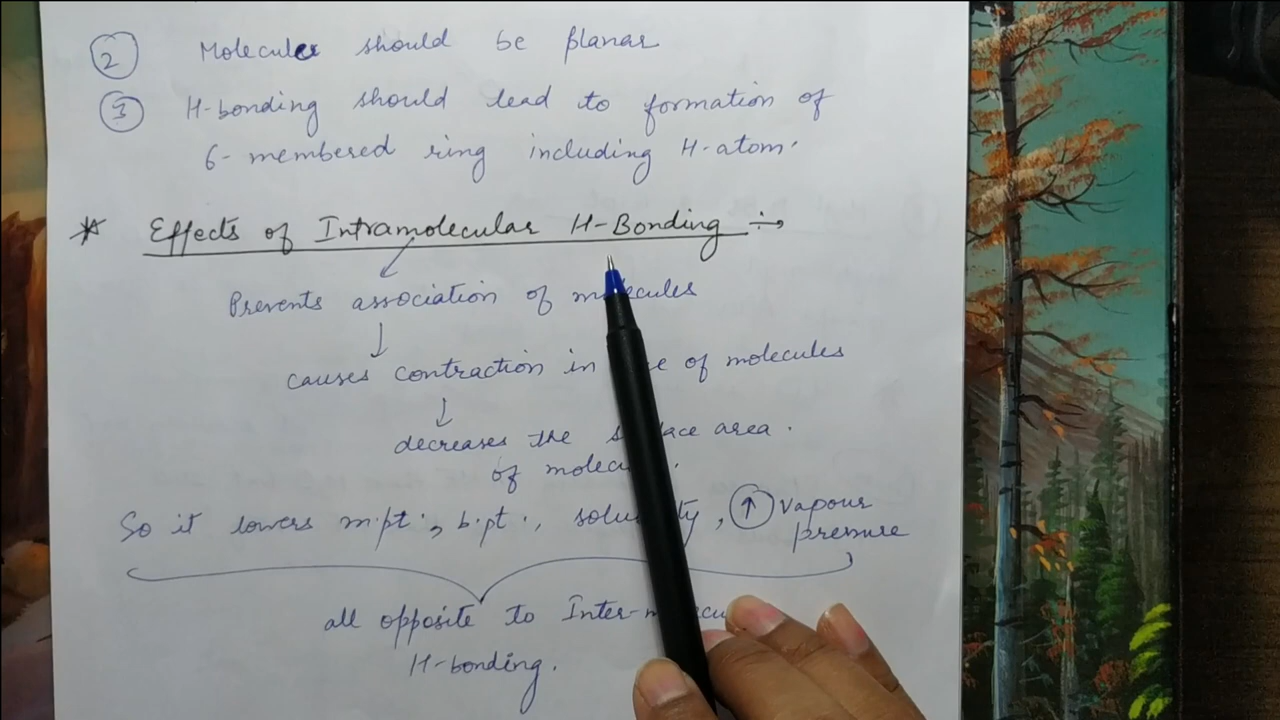 ② Molecules should be planar
③ H-bonding should lead to formation of
6-membered ring including H-atom.
* Effects of Intramolecular H-Bonding :→
↙
Prevents association of molecules
↓
causes contraction in of molecules
↓
decreases the area.
of
So it lowers m.pt., b.pt., , ↑ vapour
pressure
all opposite to
H-bonding.